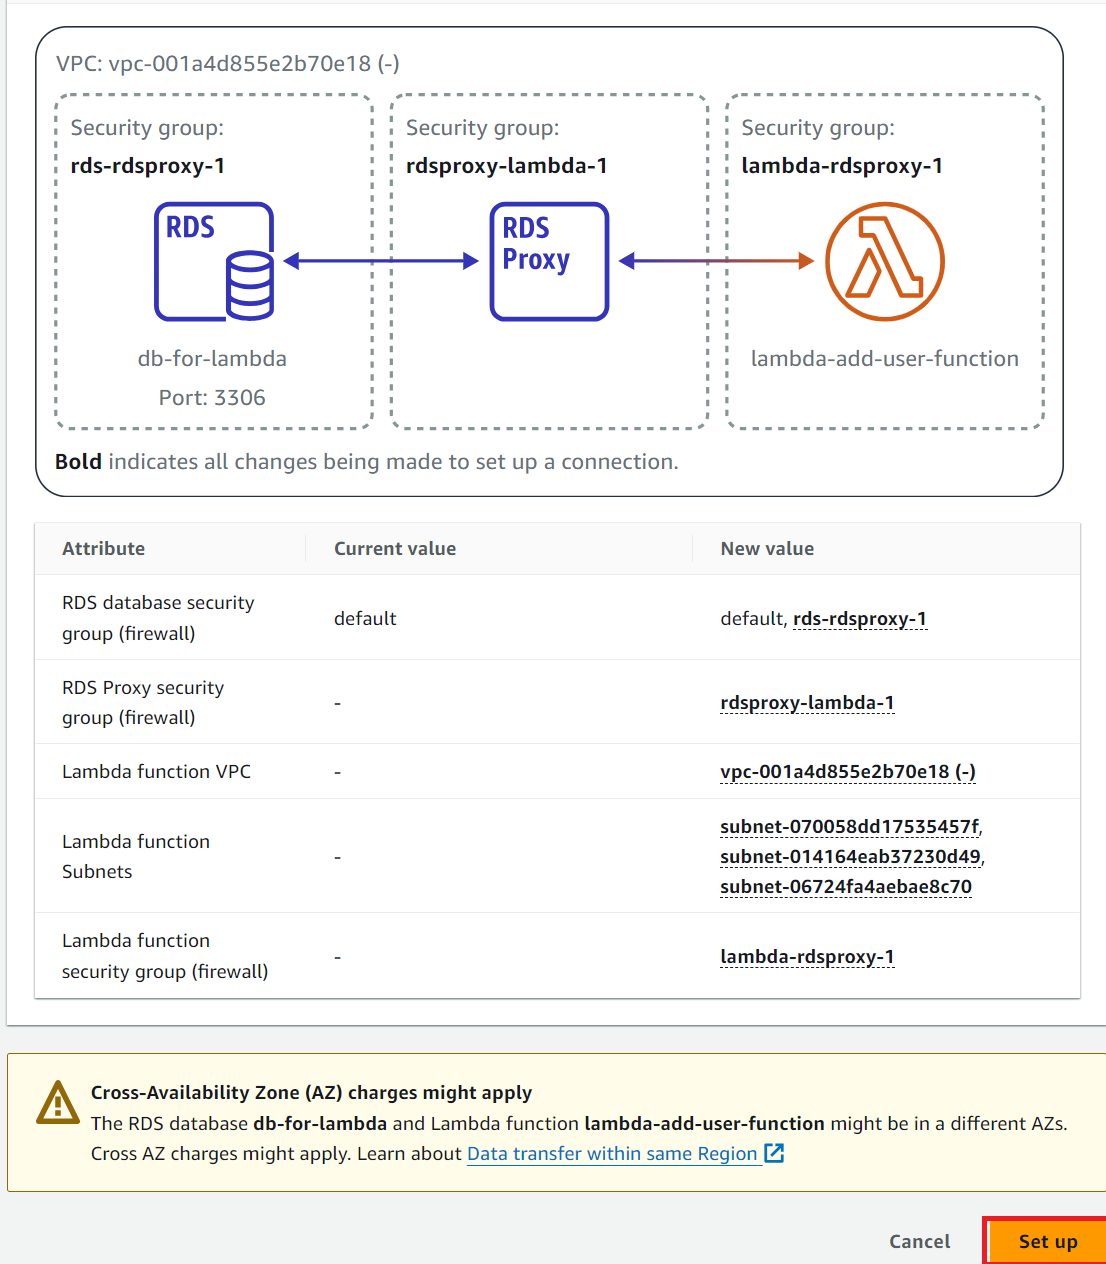 VPC: vpc-001a4d855e2b70e18 (-)
Security group:
rds-rdsproxy-1
Security group:
rdsproxy-lambda-1
Security group:
lambda-rdsproxy-1
RDS
RDS
Proxy
db-for-lambda
Port: 3306
lambda-add-user-function
Bold indicates all changes being made to set up a connection.
Attribute Current value New value
RDS database security
group (firewall)
default
default, rds-rdsproxy-1
RDS Proxy security
group (firewall)
-
rdsproxy-lambda-1
Lambda function VPC
-
vpc-001a4d855e2b70e18 (-)
Lambda function
Subnets
-
subnet-070058dd17535457f,
subnet-014164eab37230d49,
subnet-06724fa4aebae8c70
Lambda function
security group (firewall)
-
lambda-rdsproxy-1
Cross-Availability Zone (AZ) charges might apply
The RDS database db-for-lambda and Lambda function lambda-add-user-function might be in a different AZs.
Cross AZ charges might apply. Learn about Data transfer within same Region
Cancel
Set up